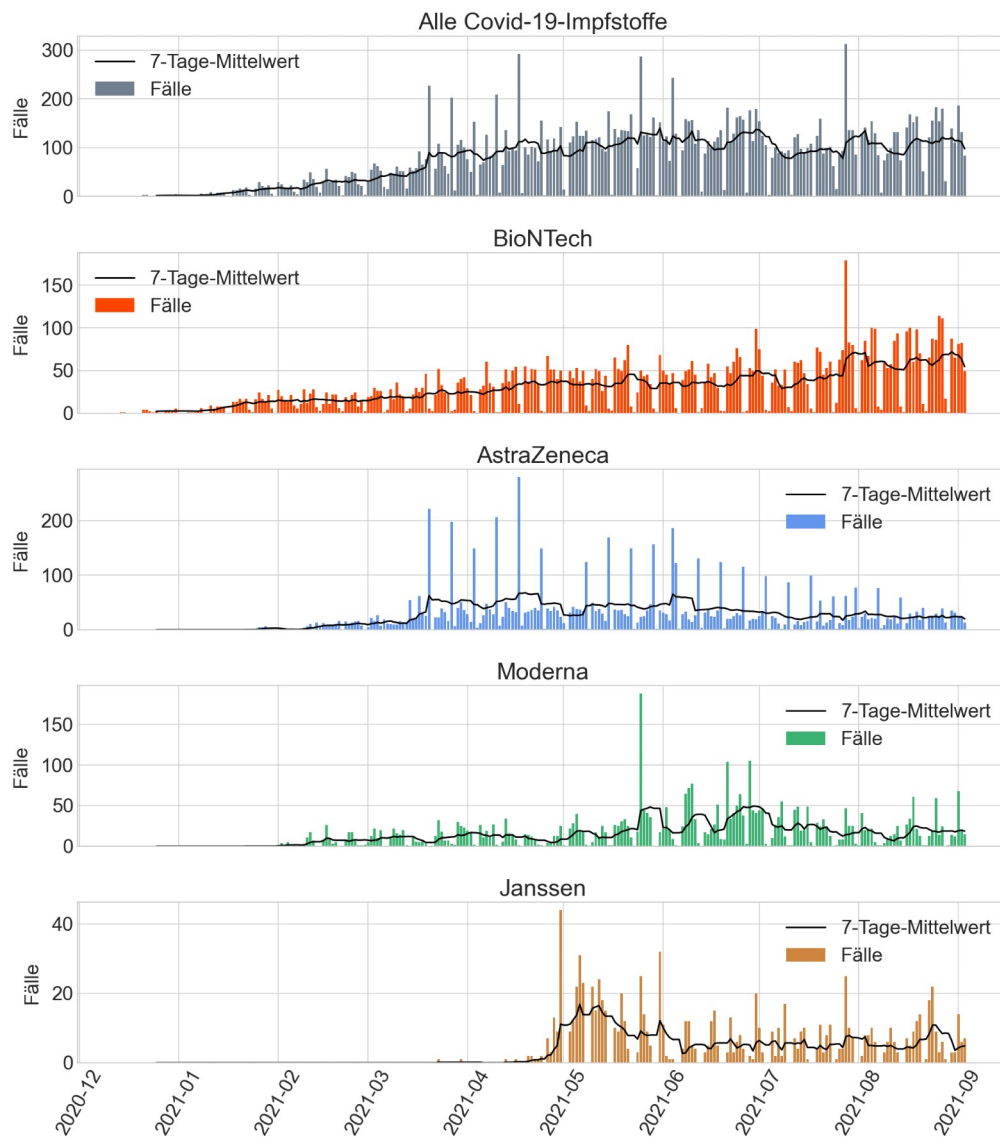 Alle Covid-19-Impfstoffe
300
200
100
0
Fälle
7-Tage-Mittelwert
Fälle
BioNTech
150
100
50
0
Fälle
7-Tage-Mittelwert
Fälle
AstraZeneca
200
100
0
Fälle
7-Tage-Mittelwert
Fälle
Moderna
150
100
50
0
Fälle
7-Tage-Mittelwert
Fälle
Janssen
40
20
0
Fälle
7-Tage-Mittelwert
Fälle
2020-12
2021-01
2021-02
2021-03
2021-04
2021-05
2021-06
2021-07
2021-08
2021-09